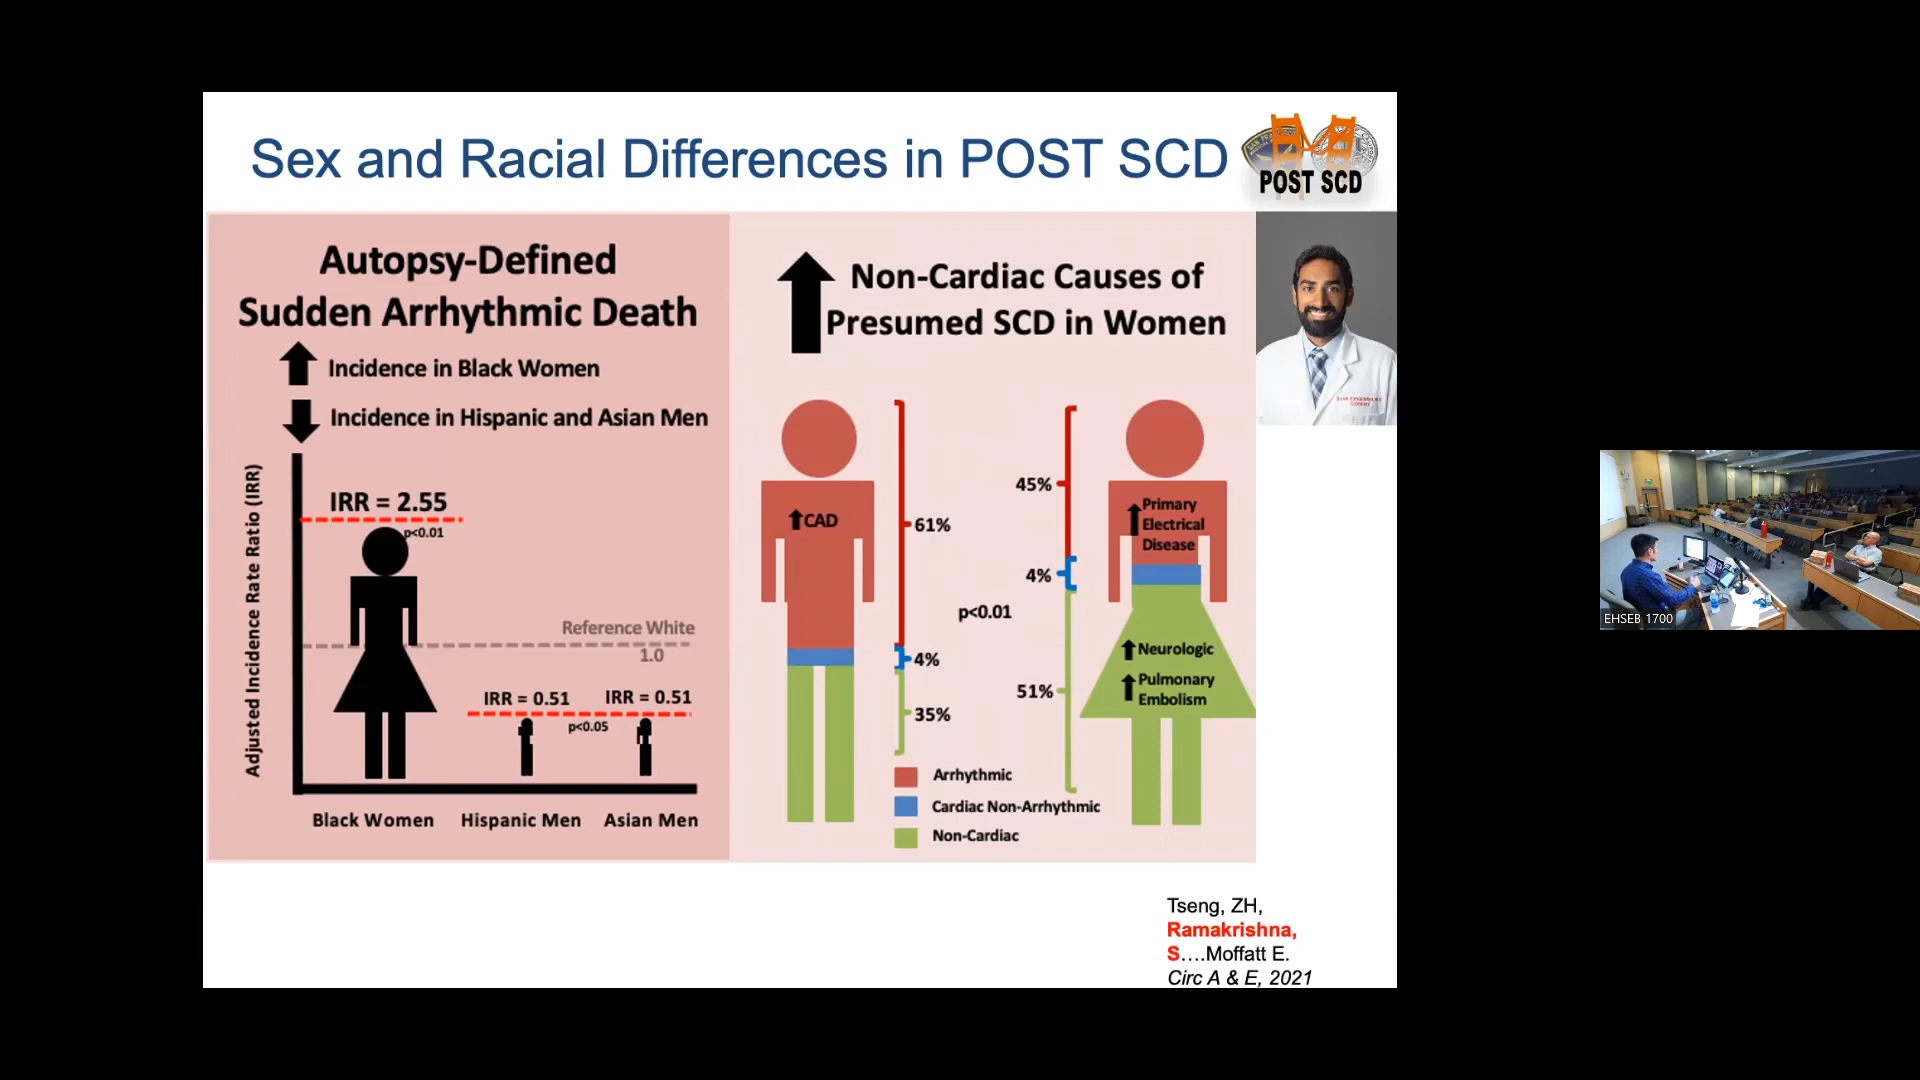 Sex and Racial Differences in POST SCD
POST SCD
Autopsy-Defined
Sudden Arrhythmic Death
Incidence in Black Women
Incidence in Hispanic and Asian Men
Adjusted Incidence Rate Ratio (IRR)
IRR = 2.55
p<0.01
Reference White
1.0
IRR = 0.51
IRR = 0.51
p<0.05
Black Women
Hispanic Men
Asian Men
Non-Cardiac Causes of
Presumed SCD in Women
CAD
61%
4%
35%
p<0.01
45%
4%
51%
Primary
Electrical
Disease
Neurologic
Pulmonary
Embolism
Arrhythmic
Cardiac Non-Arrhythmic
Non-Cardiac
Tseng, ZH,
Ramakrishna,
S….Moffatt E.
Circ A & E, 2021
EHSEB 1700